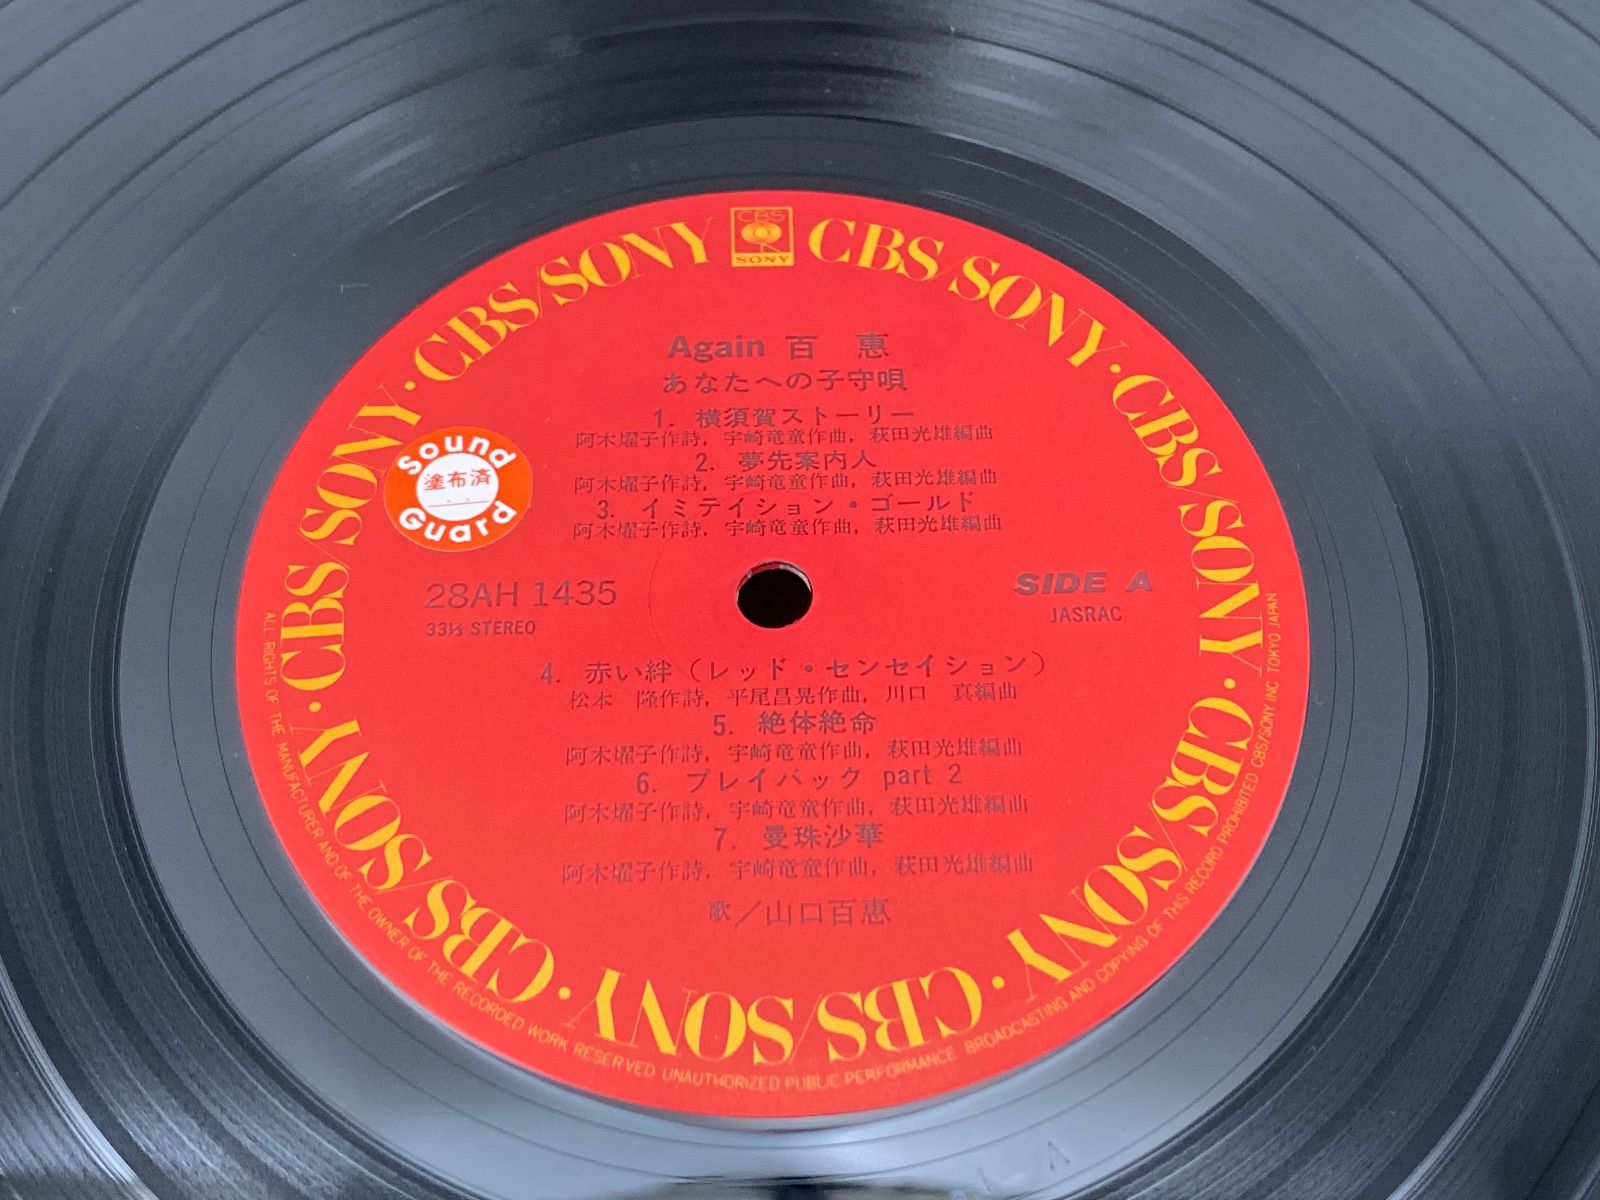 CBS/SONY · CBS/SONY · CBS/SONY · CBS/SONY · CBS/SONY · CBS/SONY · CBS/SONY · CBS/SONY
CBS
SONY
Again 百 惠
あなたへの子守唄
1. 横須賀ストーリー
阿木燿子作詩, 宇崎竜童作曲, 萩田光雄編曲
2. 夢先案内人
阿木燿子作詩, 宇崎竜童作曲, 萩田光雄編曲
3. イミテイション・ゴールド
阿木燿子作詩, 宇崎竜童作曲, 萩田光雄編曲
Sound
塗布済
Guard
28AH 1435
33⅓ STEREO
SIDE A
JASRAC
4. 赤い絆（レッド・センセイション）
松本 隆作詩, 平尾昌晃作曲, 川口 真編曲
5. 絶体絶命
阿木燿子作詩, 宇崎竜童作曲, 萩田光雄編曲
6. プレイバック part 2
阿木燿子作詩, 宇崎竜童作曲, 萩田光雄編曲
7. 曼珠沙華
阿木燿子作詩, 宇崎竜童作曲, 萩田光雄編曲
歌／山口百惠
ALL RIGHTS OF THE MANUFACTURER AND OF THE OWNER OF THE RECORDED WORK RESERVED UNAUTHORIZED PUBLIC PERFORMANCE BROADCASTING AND COPYING OF THIS RECORD PROHIBITED CBS/SONY INC TOKYO JAPAN
1 A